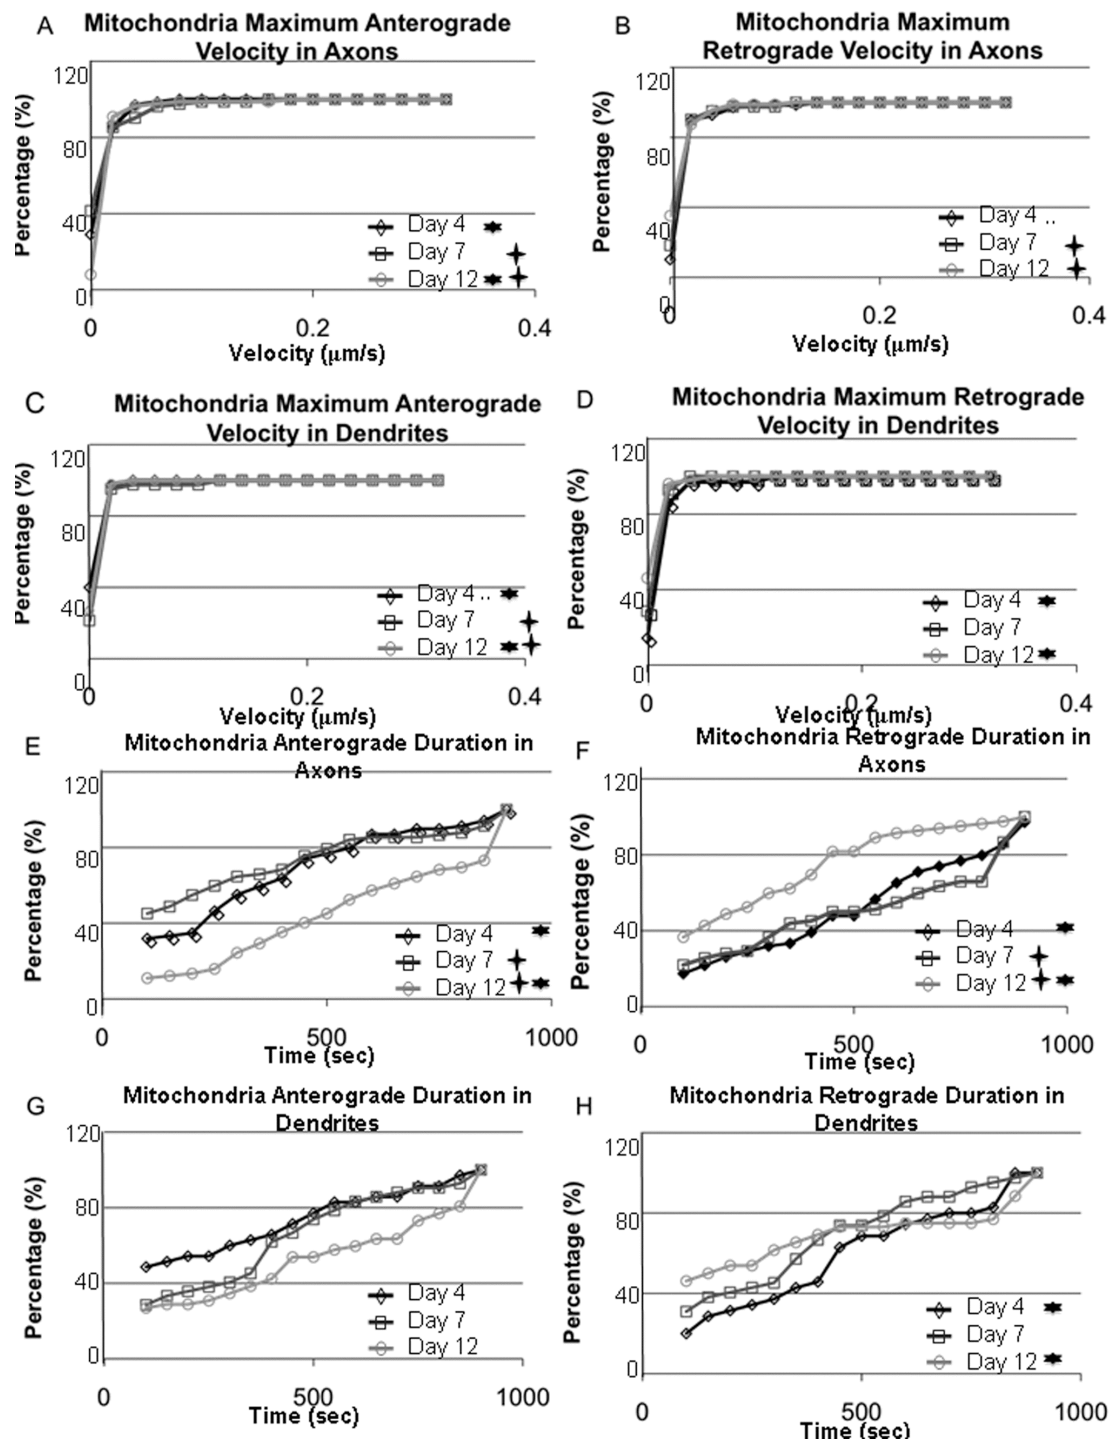 A
Mitochondria Maximum Anterograde
Velocity in Axons
120
80
40
0
Percentage (%)
Day 4
Day 7
Day 12
0
0.2
0.4
Velocity (μm/s)
B
Mitochondria Maximum
Retrograde Velocity in Axons
120
80
40
0
Percentage (%)
Day 4 ..
Day 7
Day 12
0
0.2
0.4
Velocity (μm/s)
C
Mitochondria Maximum Anterograde
Velocity in Dendrites
120
80
40
0
Percentage (%)
Day 4 ..
Day 7
Day 12
0
0.2
0.4
Velocity (μm/s)
D
Mitochondria Maximum Retrograde
Velocity in Dendrites
120
80
40
0
Percentage (%)
Day 4
Day 7
Day 12
0
0.2
0.4
Velocity (μm/s)
E
Mitochondria Anterograde Duration in
Axons
120
80
40
0
Percentage (%)
Day 4
Day 7
Day 12
0
500
1000
Time (sec)
F
Mitochondria Retrograde Duration in
Axons
120
80
40
0
Percentage (%)
Day 4
Day 7
Day 12
0
500
1000
Time (sec)
G
Mitochondria Anterograde Duration in
Dendrites
120
80
40
0
Percentage (%)
Day 4
Day 7
Day 12
0
500
1000
Time (sec)
H
Mitochondria Retrograde Duration in
Dendrites
120
80
40
0
Percentage (%)
Day 4
Day 7
Day 12
0
500
1000
Time (sec)